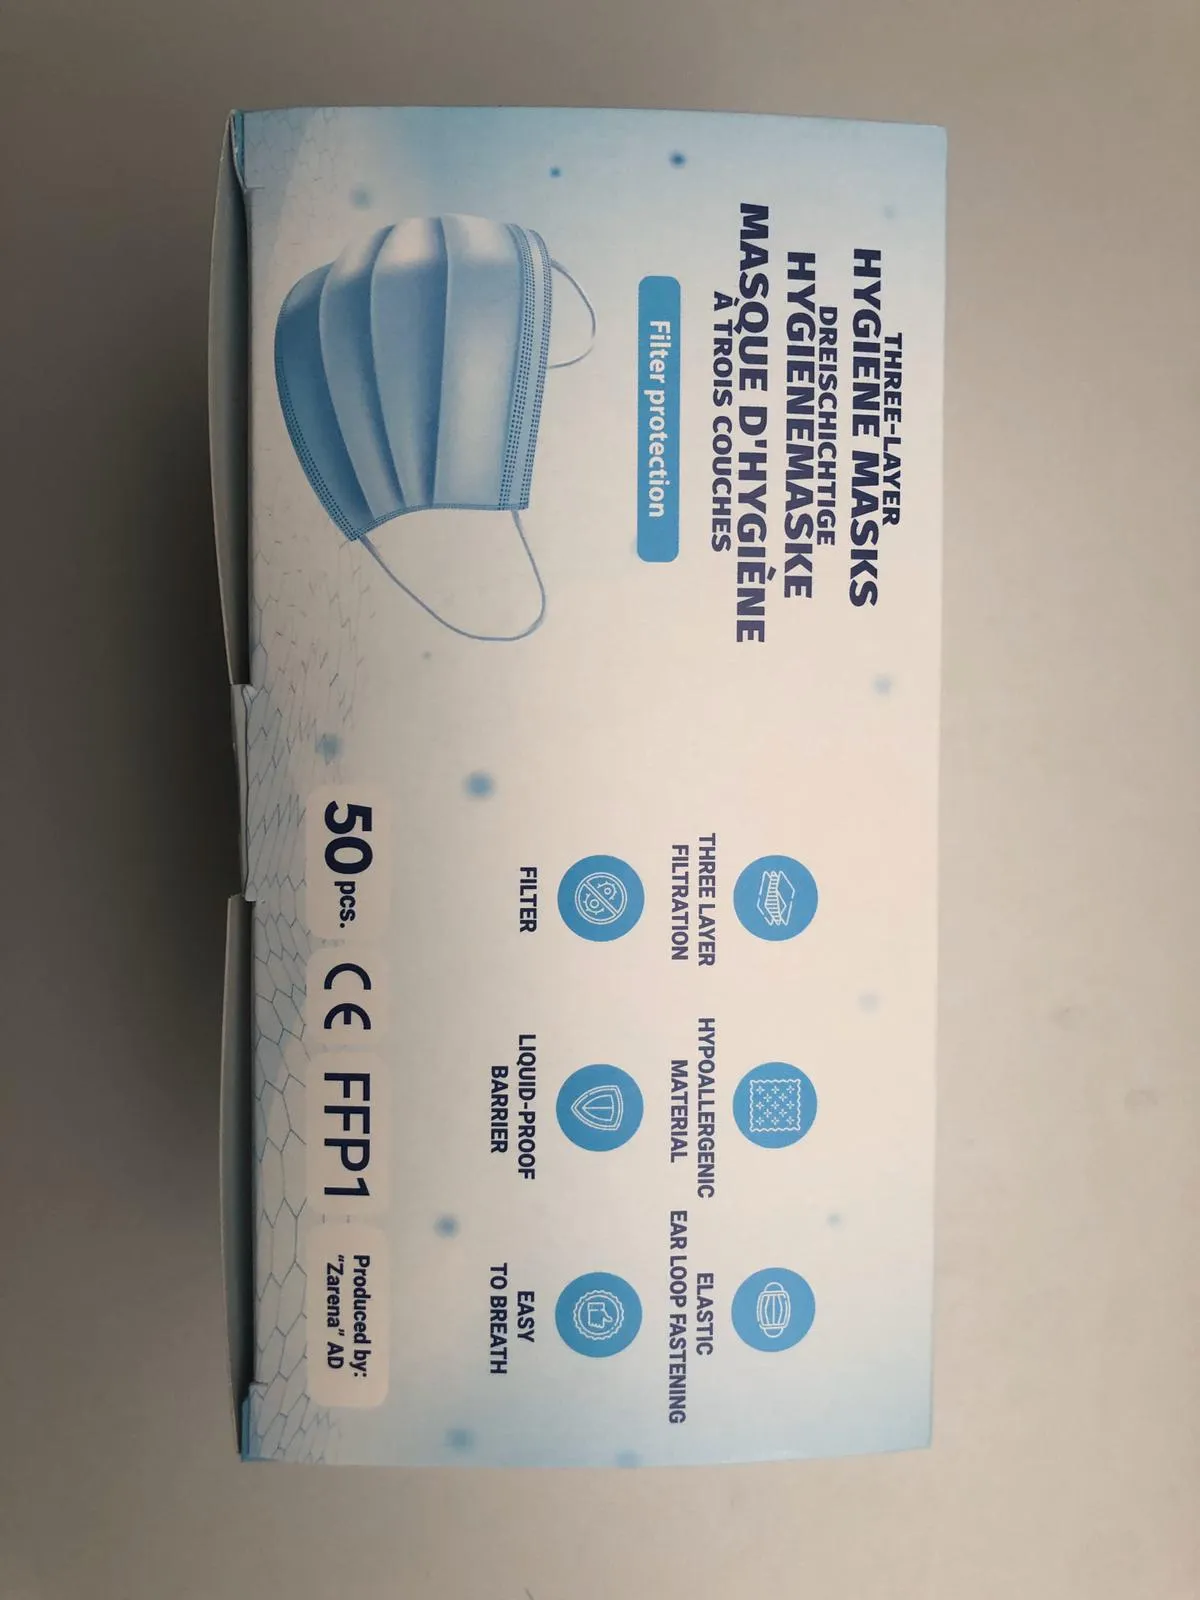 THREE-LAYER
HYGIENE MASKS
DREISCHICHTIGE
HYGIENEMASKE
MASQUE D'HYGIÈNE
À TROIS COUCHES
Filter protection
THREE LAYER
FILTRATION
HYPOALLERGENIC
MATERIAL
ELASTIC
EAR LOOP FASTENING
FILTER
LIQUID-PROOF
BARRIER
EASY
TO BREATH
50 pcs.
CE
FFP1
Produced by:
"Zarena" AD